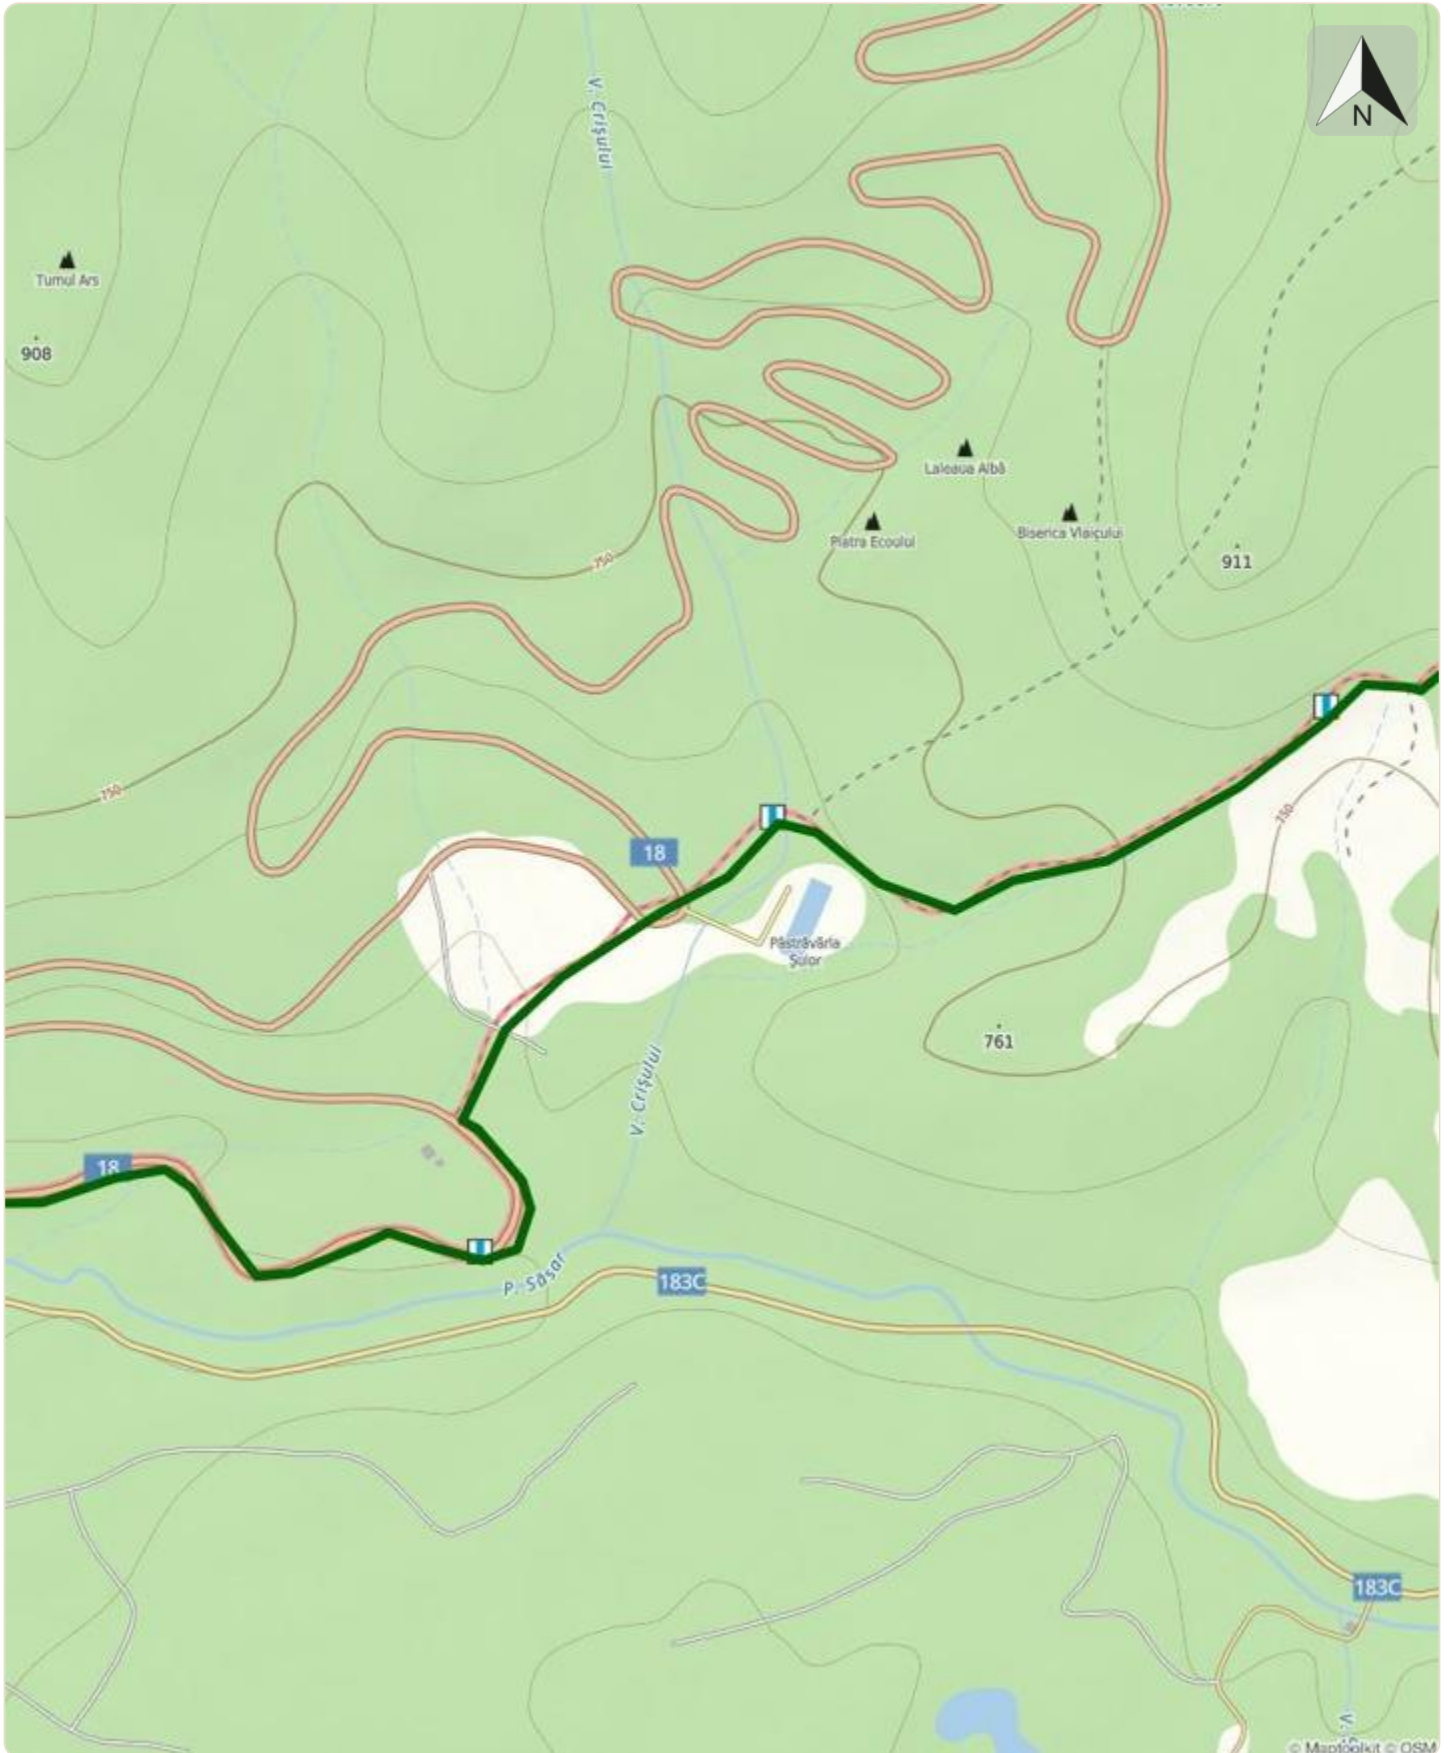 N
V. Crişului
Tumul Ars
908
Laleaua Albă
Biserica Vlaicului
Piatra Ecoului
750
911
750
18
750
Păstrăvăria
Şuior
761
V. Crişului
18
P. Săsar
183C
183C
V.
© Maptoolkit © OSM